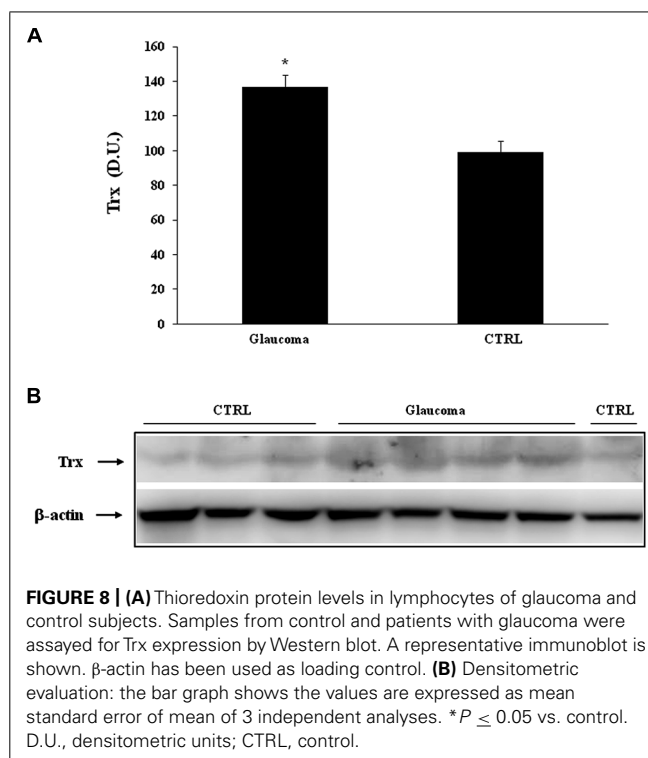 A
160
*
140
120
100
80
60
40
20
0
Trx (D.U.)
Glaucoma CTRL
B
CTRL Glaucoma CTRL
Trx
β-actin
FIGURE 8 | (A) Thioredoxin protein levels in lymphocytes of glaucoma and
control subjects. Samples from control and patients with glaucoma were
assayed for Trx expression by Western blot. A representative immunoblot is
shown. β-actin has been used as loading control. (B) Densitometric
evaluation: the bar graph shows the values are expressed as mean
standard error of mean of 3 independent analyses. *P ≤ 0.05 vs. control.
D.U., densitometric units; CTRL, control.